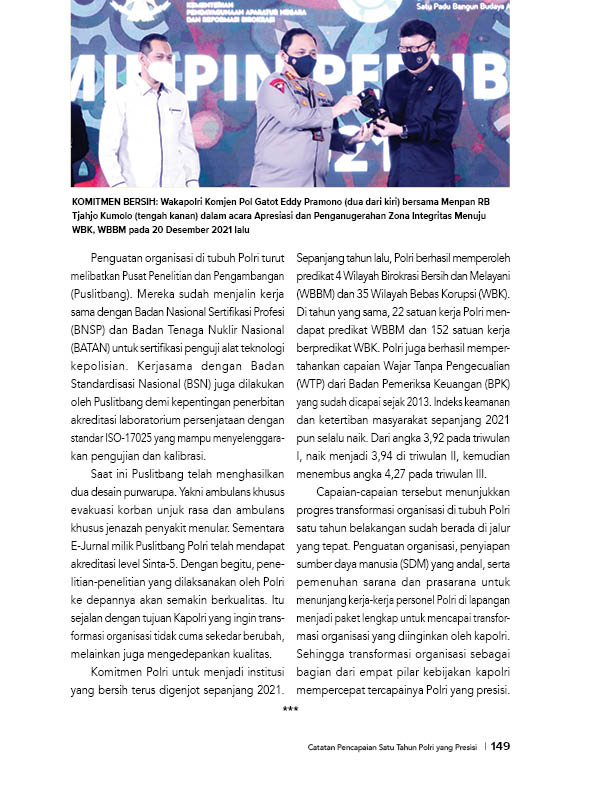 KEMENTERIAN
PENDAYAGUNAAN APARATUR NEGARA
DAN REFORMASI BIROKRASI
Satu Padu Bangun Budaya A
MIMPIN PERUB
2021
KOMITMEN BERSIH: Wakapolri Komjen Pol Gatot Eddy Pramono (dua dari kiri) bersama Menpan RB
Tjahjo Kumolo (tengah kanan) dalam acara Apresiasi dan Penganugerahan Zona Integritas Menuju
WBK, WBBM pada 20 Desember 2021 lalu
Penguatan organisasi di tubuh Polri turut
melibatkan Pusat Penelitian dan Pengambangan
(Puslitbang). Mereka sudah menjalin kerja
sama dengan Badan Nasional Sertifikasi Profesi
(BNSP) dan Badan Tenaga Nuklir Nasional
(BATAN) untuk sertifikasi penguji alat teknologi
kepolisian. Kerjasama dengan Badan
Standardisasi Nasional (BSN) juga dilakukan
oleh Puslitbang demi kepentingan penerbitan
akreditasi laboratorium persenjataan dengan
standar ISO-17025 yang mampu menyelenggara-
kan pengujian dan kalibrasi.
Saat ini Puslitbang telah menghasilkan
dua desain purwarupa. Yakni ambulans khusus
evakuasi korban unjuk rasa dan ambulans
khusus jenazah penyakit menular. Sementara
E-Jurnal milik Puslitbang Polri telah mendapat
akreditasi level Sinta-5. Dengan begitu, pene-
litian-penelitian yang dilaksanakan oleh Polri
ke depannya akan semakin berkualitas. Itu
sejalan dengan tujuan Kapolri yang ingin trans-
formasi organisasi tidak cuma sekedar berubah,
melainkan juga mengedepankan kualitas.
Komitmen Polri untuk menjadi institusi
yang bersih terus digenjot sepanjang 2021.
Sepanjang tahun lalu, Polri berhasil memperoleh
predikat 4 Wilayah Birokrasi Bersih dan Melayani
(WBBM) dan 35 Wilayah Bebas Korupsi (WBK).
Di tahun yang sama, 22 satuan kerja Polri men-
dapat predikat WBBM dan 152 satuan kerja
berpredikat WBK. Polri juga berhasil memper-
tahankan capaian Wajar Tanpa Pengecualian
(WTP) dari Badan Pemeriksa Keuangan (BPK)
yang sudah dicapai sejak 2013. Indeks keamanan
dan ketertiban masyarakat sepanjang 2021
pun selalu naik. Dari angka 3,92 pada triwulan
I, naik menjadi 3,94 di triwulan II, kemudian
menembus angka 4,27 pada triwulan III.
Capaian-capaian tersebut menunjukkan
progres transformasi organisasi di tubuh Polri
satu tahun belakangan sudah berada di jalur
yang tepat. Penguatan organisasi, penyiapan
sumber daya manusia (SDM) yang andal, serta
pemenuhan sarana dan prasarana untuk
menunjang kerja-kerja personel Polri di lapangan
menjadi paket lengkap untuk mencapai transfor-
masi organisasi yang diinginkan oleh kapolri.
Sehingga transformasi organisasi sebagai
bagian dari empat pilar kebijakan kapolri
mempercepat tercapainya Polri yang presisi.
***
Catatan Pencapaian Satu Tahun Polri yang Presisi | 149